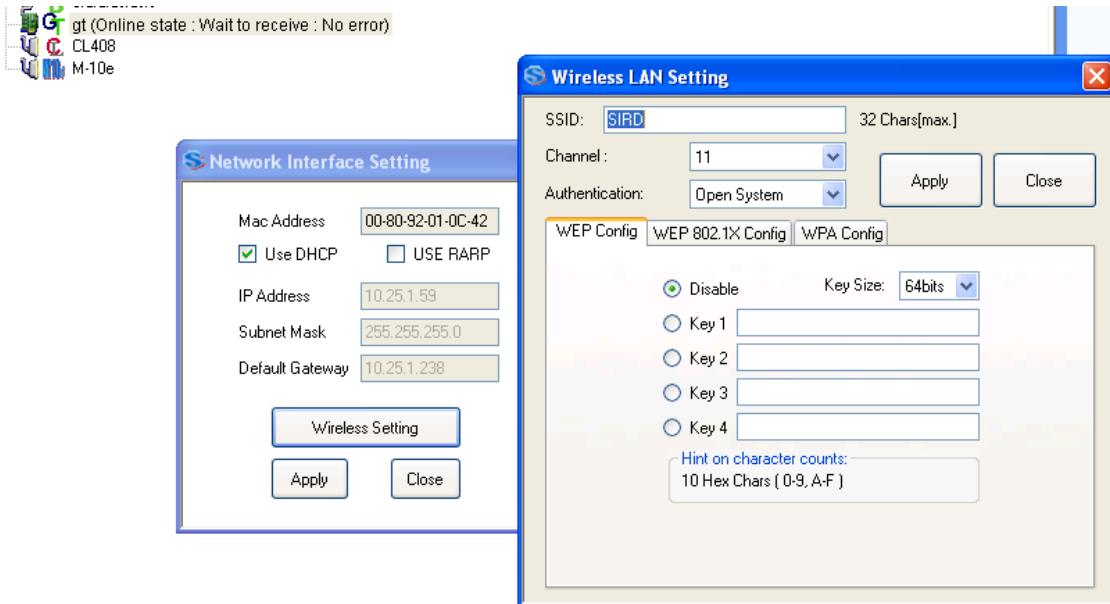 gt (Online state : Wait to receive : No error)
CL408
M-10e
Network Interface Setting
Mac Address 00-80-92-01-0C-42
Use DHCP USE RARP
IP Address 10.25.1.59
Subnet Mask 255.255.255.0
Default Gateway 10.25.1.238
Wireless Setting
Apply Close
Wireless LAN Setting
SSID: SIRD 32 Chars[max.]
Channel : 11
Authentication: Open System
Apply Close
WEP Config WEP 802.1X Config WPA Config
Disable Key Size: 64bits
Key 1
Key 2
Key 3
Key 4
Hint on character counts:
10 Hex Chars ( 0-9, A-F )